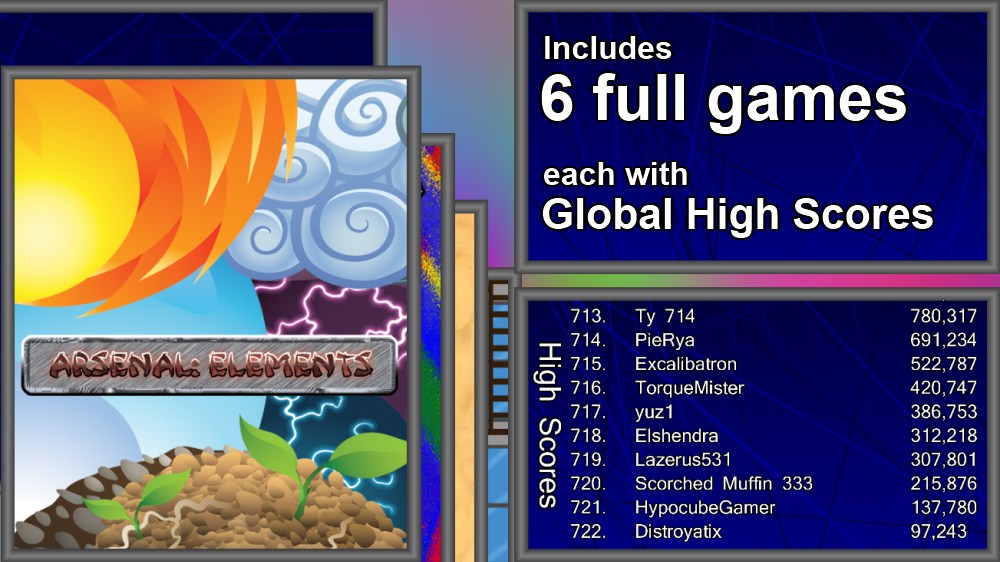 Includes
6 full games
each with
Global High Scores
ARSENAL: ELEMENTS
High Scores
713. Ty 714 780,317
714. PieRya 691,234
715. Excalibatron 522,787
716. TorqueMister 420,747
717. yuz1 386,753
718. Elshendra 312,218
719. Lazerus531 307,801
720. Scorched Muffin 333 215,876
721. HypocubeGamer 137,780
722. Distroyatix 97,243